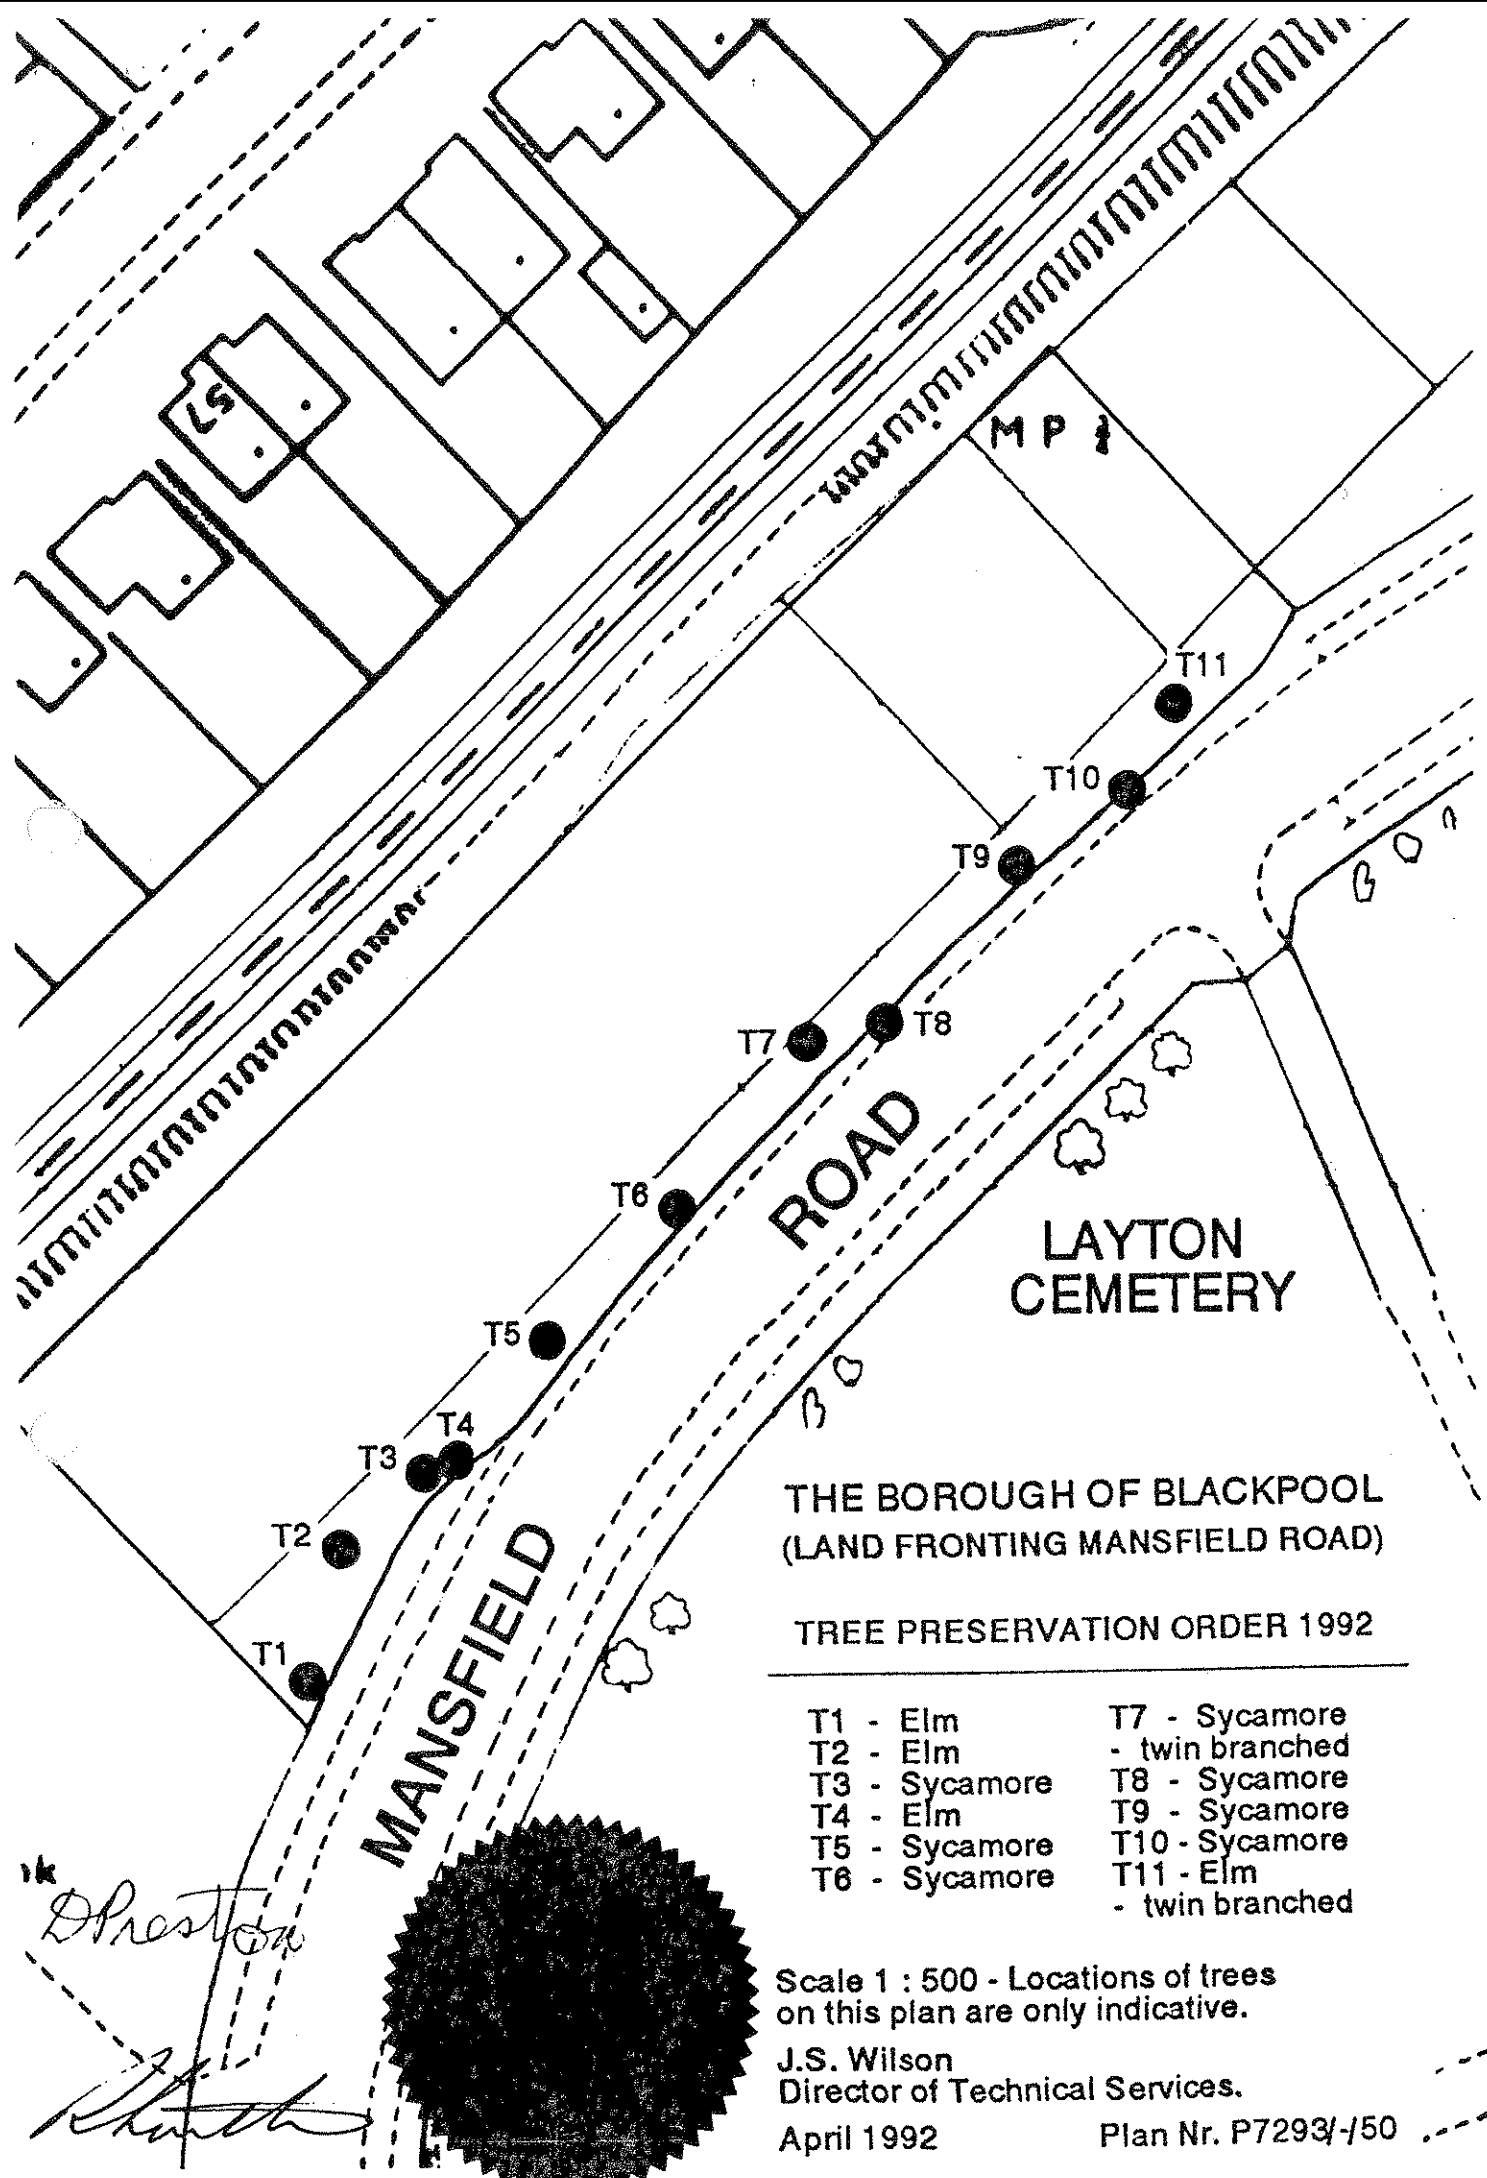 57
M P ½
T11
T10
T9
T8
T7
T6
T5
T4
T3
T2
T1
MANSFIELD ROAD
LAYTON
CEMETERY
THE BOROUGH OF BLACKPOOL
(LAND FRONTING MANSFIELD ROAD)
TREE PRESERVATION ORDER 1992
T1 - Elm
T2 - Elm
T3 - Sycamore
T4 - Elm
T5 - Sycamore
T6 - Sycamore
T7 - Sycamore
- twin branched
T8 - Sycamore
T9 - Sycamore
T10 - Sycamore
T11 - Elm
- twin branched
DPreston
Scale 1 : 500 - Locations of trees
on this plan are only indicative.
J.S. Wilson
Director of Technical Services.
April 1992 Plan Nr. P7293/-/50